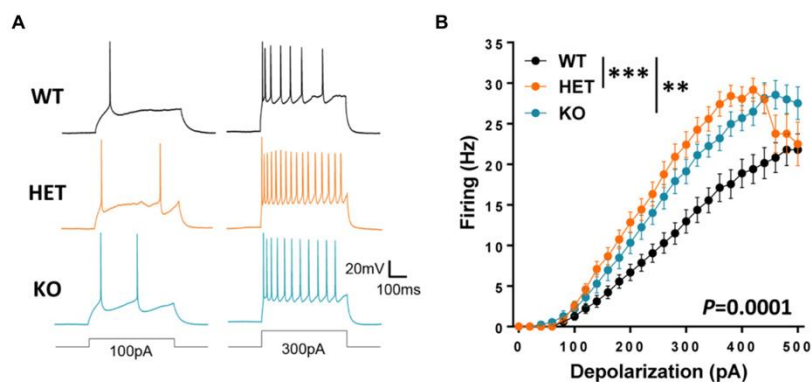 A
WT
HET
KO
20mV
100ms
100pA
300pA
B
Firing (Hz)
35
30
25
20
15
10
5
0
WT
HET
KO
***
**
P=0.0001
0 100 200 300 400 500
Depolarization (pA)